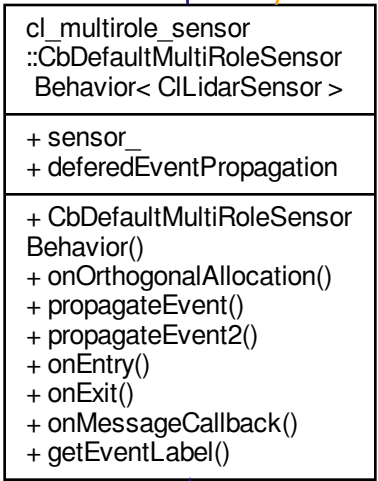 cl_multirole_sensor
::CbDefaultMultiRoleSensor
Behavior< ClLidarSensor >
+ sensor_
+ deferedEventPropagation
+ CbDefaultMultiRoleSensor
Behavior()
+ onOrthogonalAllocation()
+ propagateEvent()
+ propagateEvent2()
+ onEntry()
+ onExit()
+ onMessageCallback()
+ getEventLabel()